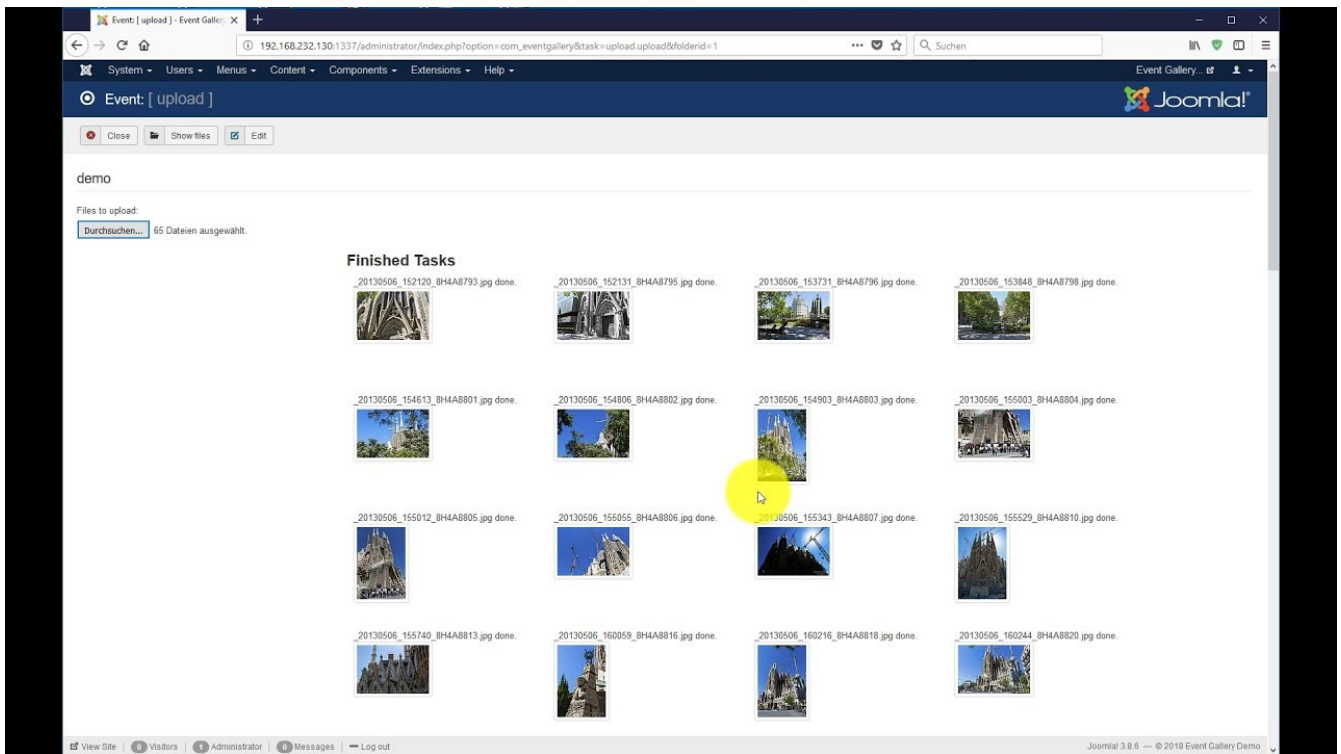 Event: [ upload ] - Event Galler
192.168.232.130:1337/administrator/index.php?option=com_eventgallery&task=upload.upload&folderid=1
Suchen
System Users Menus Content Components Extensions Help
Event Gallery...
Event: [ upload ]
Joomla!®
Close Show files Edit
demo
Files to upload:
Durchsuchen... 65 Dateien ausgewählt.
Finished Tasks
_20130506_152120_8H4A8793.jpg done. _20130506_152131_8H4A8795.jpg done. _20130506_153731_8H4A8796.jpg done. _20130506_153848_8H4A8798.jpg done.
_20130506_154613_8H4A8801.jpg done. _20130506_154806_8H4A8802.jpg done. _20130506_154903_8H4A8803.jpg done. _20130506_155003_8H4A8804.jpg done.
_20130506_155012_8H4A8805.jpg done. _20130506_155055_8H4A8806.jpg done. _20130506_155343_8H4A8807.jpg done. _20130506_155529_8H4A8810.jpg done.
_20130506_155740_8H4A8813.jpg done. _20130506_160059_8H4A8816.jpg done. _20130506_160216_8H4A8818.jpg done. _20130506_160244_8H4A8820.jpg done.
View Site 0 Visitors 1 Administrator 0 Messages Log out
Joomla! 3.8.6 — © 2018 Event Gallery Demo